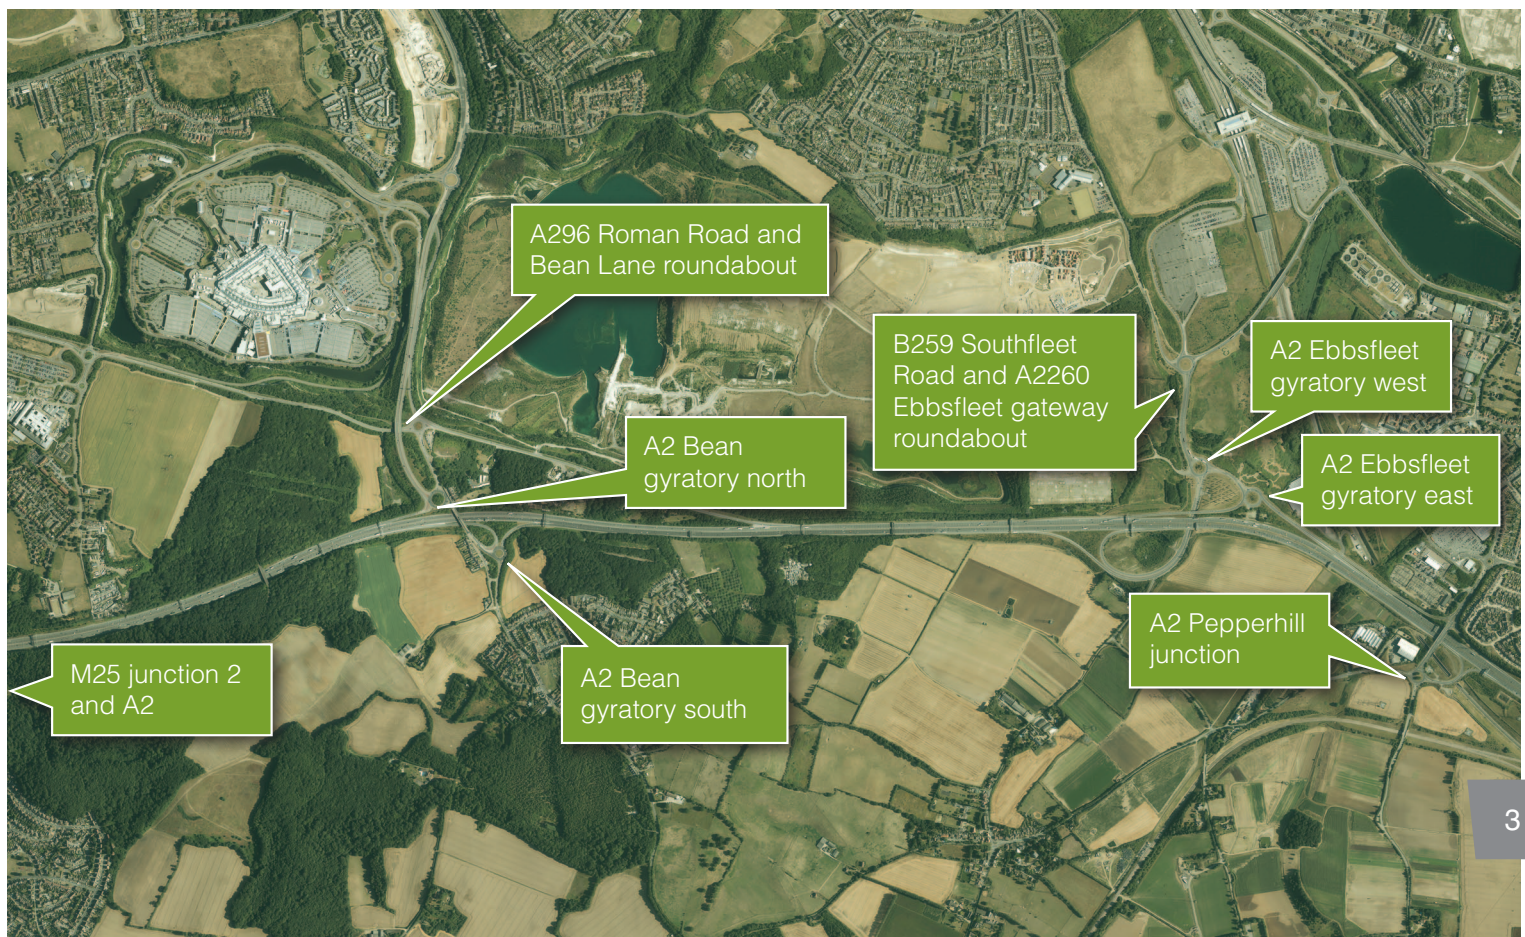 A296 Roman Road and
Bean Lane roundabout
B259 Southfleet
Road and A2260
Ebbsfleet gateway
roundabout
A2 Ebbsfleet
gyratory west
A2 Bean
gyratory north
A2 Ebbsfleet
gyratory east
A2 Pepperhill
junction
M25 junction 2
and A2
A2 Bean
gyratory south
3